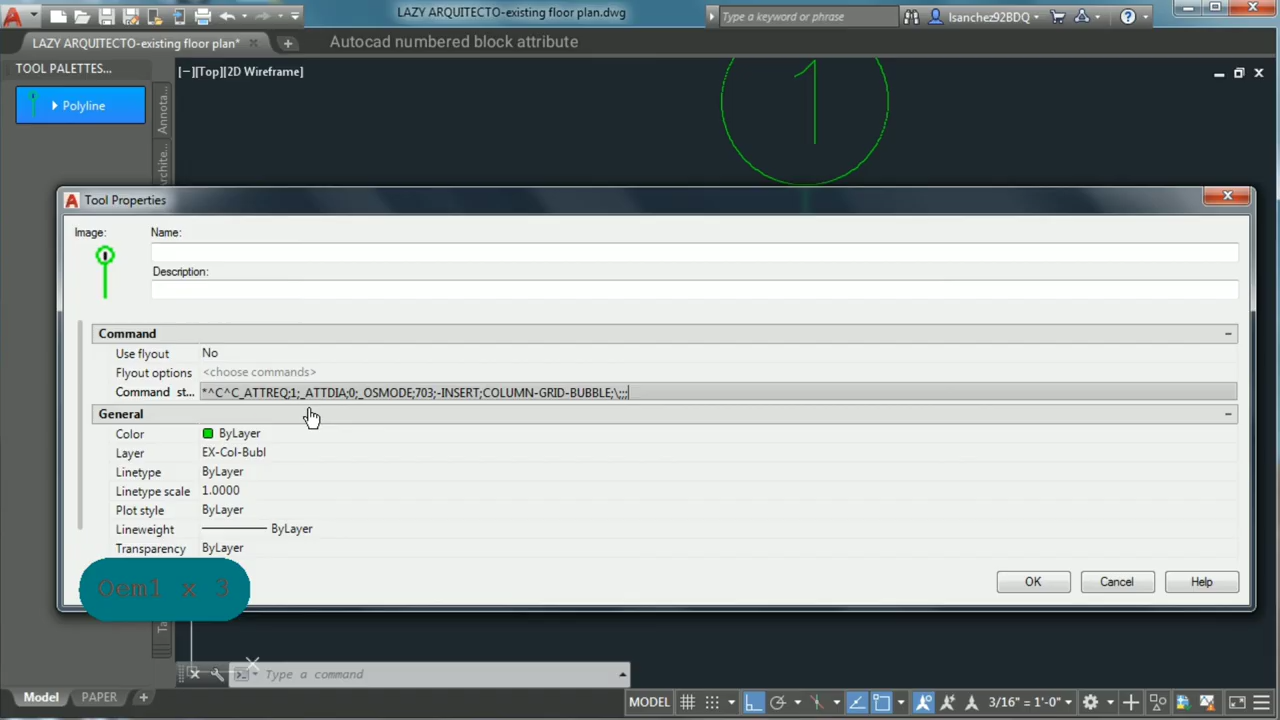 LAZY ARQUITECTO-existing floor plan.dwg
Type a keyword or phrase
lsanchez92BDQ
LAZY ARQUITECTO-existing floor plan*
Autocad numbered block attribute
TOOL PALETTES...
[−][Top][2D Wireframe]
Polyline
Annota...
Archite...
1
Tool Properties
Image:
Name:
Description:
Command
Use flyout No
Flyout options <choose commands>
Command st... *^C^C_ATTREQ;1;_ATTDIA;0;_OSMODE;703;-INSERT;COLUMN-GRID-BUBBLE;\;;;
General
Color ByLayer
Layer EX-Col-Bubl
Linetype ByLayer
Linetype scale 1.0000
Plot style ByLayer
Lineweight ByLayer
Transparency ByLayer
Oem1 x 3
OK
Cancel
Help
Type a command
Model
PAPER
MODEL
3/16" = 1'-0"